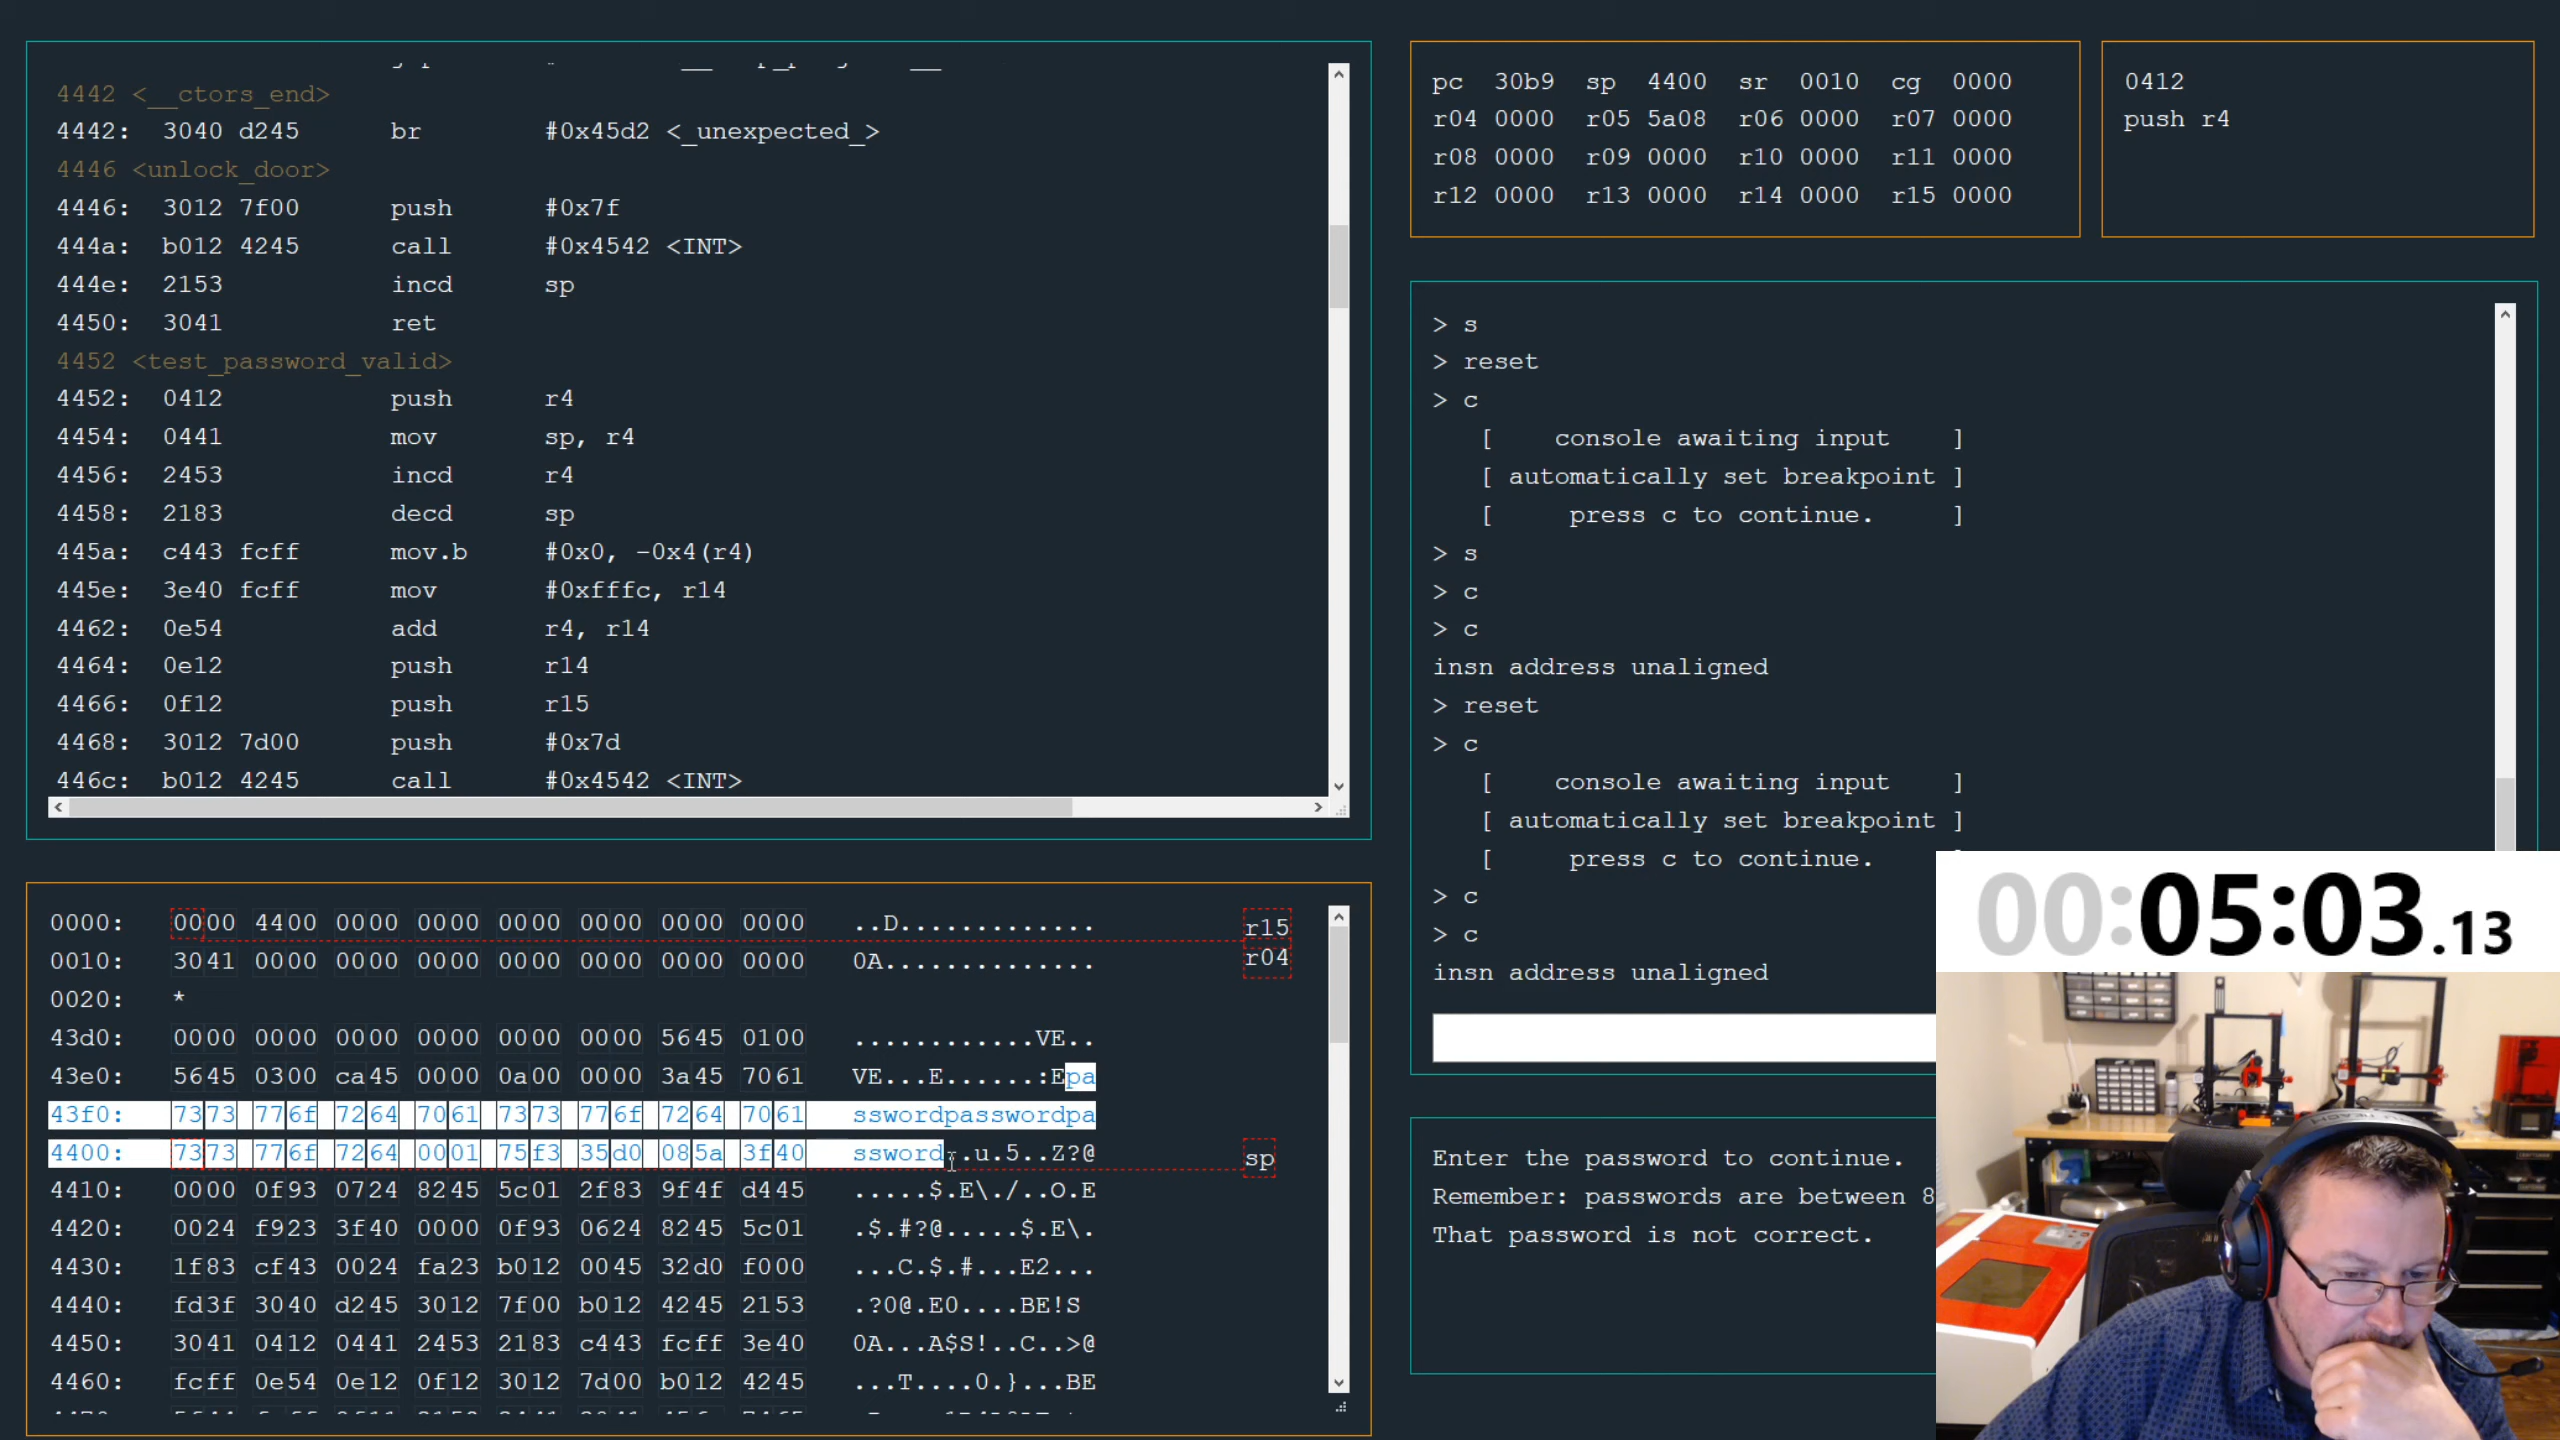 4442 <__ctors_end>
4442: 3040 d245 br #0x45d2 <_unexpected_>
4446 <unlock_door>
4446: 3012 7f00 push #0x7f
444a: b012 4245 call #0x4542 <INT>
444e: 2153 incd sp
4450: 3041 ret
4452 <test_password_valid>
4452: 0412 push r4
4454: 0441 mov sp, r4
4456: 2453 incd r4
4458: 2183 decd sp
445a: c443 fcff mov.b #0x0, -0x4(r4)
445e: 3e40 fcff mov #0xfffc, r14
4462: 0e54 add r4, r14
4464: 0e12 push r14
4466: 0f12 push r15
4468: 3012 7d00 push #0x7d
446c: b012 4245 call #0x4542 <INT>
pc 30b9 sp 4400 sr 0010 cg 0000
r04 0000 r05 5a08 r06 0000 r07 0000
r08 0000 r09 0000 r10 0000 r11 0000
r12 0000 r13 0000 r14 0000 r15 0000
0412
push r4
> s
> reset
> c
[ console awaiting input ]
[ automatically set breakpoint ]
[ press c to continue. ]
> s
> c
> c
insn address unaligned
> reset
> c
[ console awaiting input ]
[ automatically set breakpoint ]
[ press c to continue. ]
> c
> c
insn address unaligned
0000: 0000 4400 0000 0000 0000 0000 0000 0000 ..D............. r15
0010: 3041 0000 0000 0000 0000 0000 0000 0000 0A.............. r04
0020: *
43d0: 0000 0000 0000 0000 0000 0000 5645 0100 ............VE..
43e0: 5645 0300 ca45 0000 0a00 0000 3a45 7061 VE...E......:Epa
43f0: 7373 776f 7264 7061 7373 776f 7264 7061 sswordpasswordpa
4400: 7373 776f 7264 0001 75f3 35d0 085a 3f40 ssword..u.5..Z?@ sp
4410: 0000 0f93 0724 8245 5c01 2f83 9f4f d445 .....$.E\./..O.E
4420: 0024 f923 3f40 0000 0f93 0624 8245 5c01 .$.#?@.....$.E\.
4430: 1f83 cf43 0024 fa23 b012 0045 32d0 f000 ...C.$.#...E2...
4440: fd3f 3040 d245 3012 7f00 b012 4245 2153 .?0@.E0....BE!S
4450: 3041 0412 0441 2453 2183 c443 fcff 3e40 0A...A$S!..C..>@
4460: fcff 0e54 0e12 0f12 3012 7d00 b012 4245 ...T....0.}...BE
Enter the password to continue.
Remember: passwords are between 8
That password is not correct.
00:05:03.13